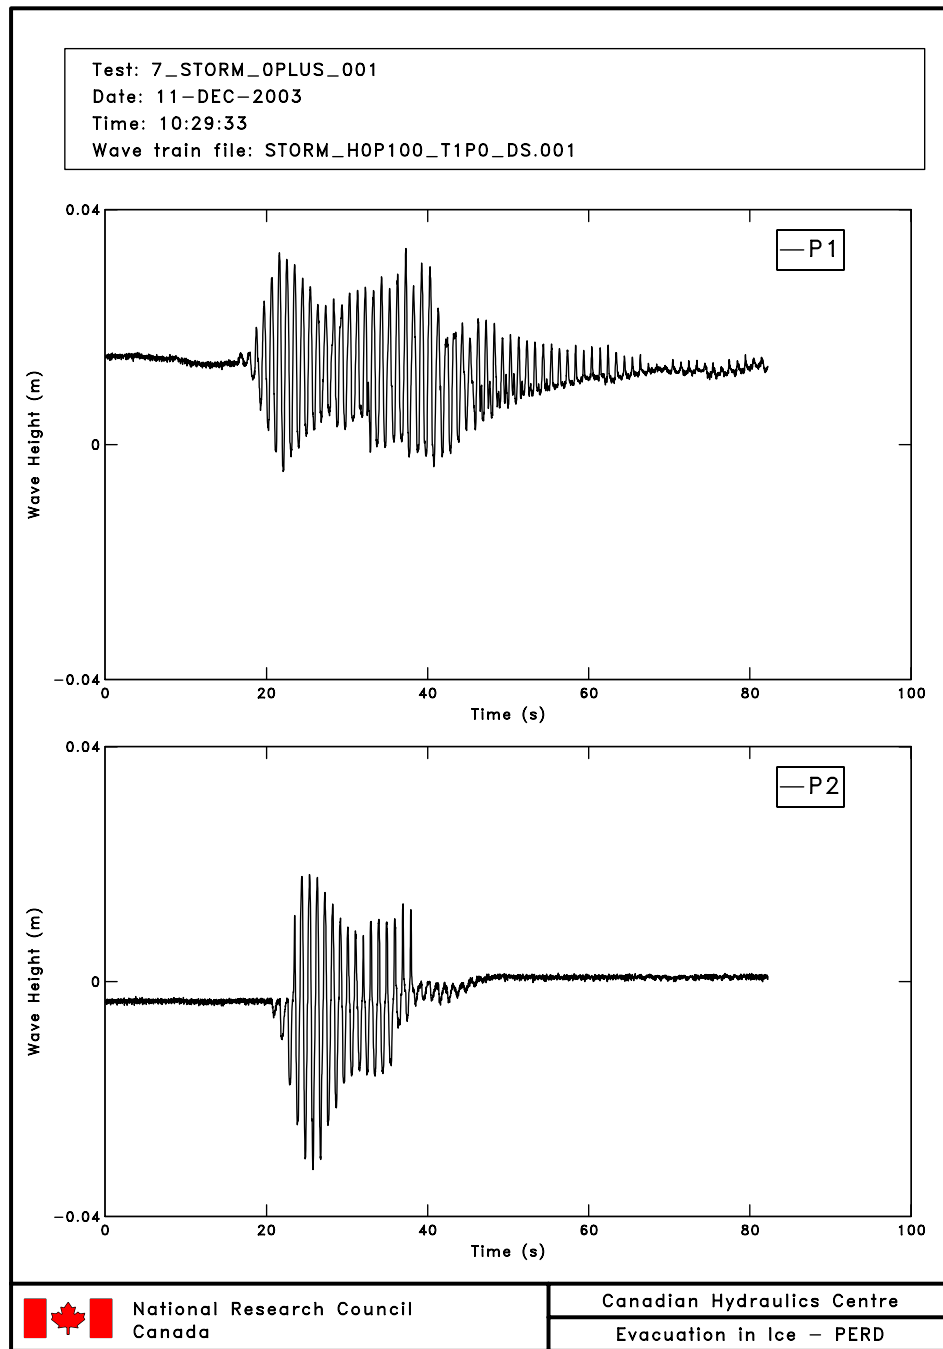 Test: 7_STORM_0PLUS_001
Date: 11-DEC-2003
Time: 10:29:33
Wave train file: STORM_H0P100_T1P0_DS.001
0.04
P1
Wave Height (m)
0
-0.04
0 20 40 60 80 100
Time (s)
0.04
P2
Wave Height (m)
0
-0.04
0 20 40 60 80 100
Time (s)
National Research Council
Canada
Canadian Hydraulics Centre
Evacuation in Ice - PERD